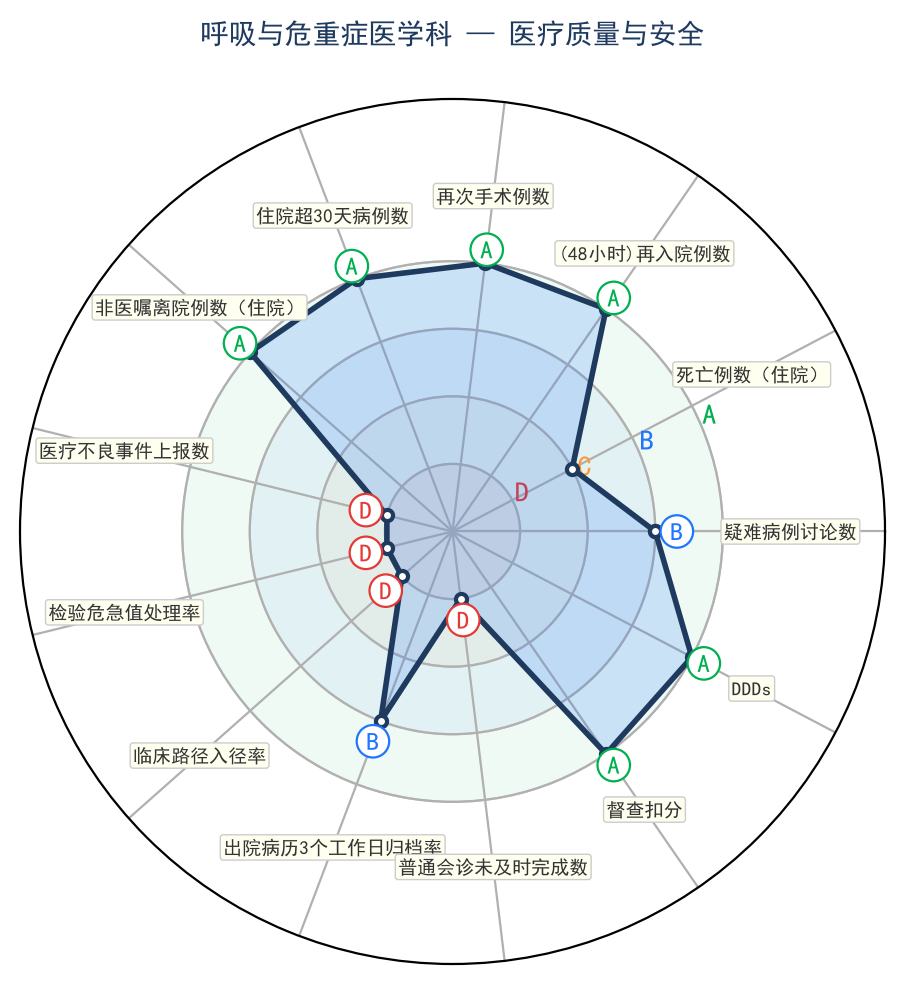 呼吸与危重症医学科 — 医疗质量与安全
再次手术例数
住院超30天病例数
A
(48小时)再入院例数
A
A
非医嘱离院例数（住院）
A
死亡例数（住院）
A
B
医疗不良事件上报数
C
D
D
疑难病例讨论数
B
D
D
检验危急值处理率
D
A
DDDs
B
临床路径入径率
A
督查扣分
出院病历3个工作日归档率
普通会诊未及时完成数